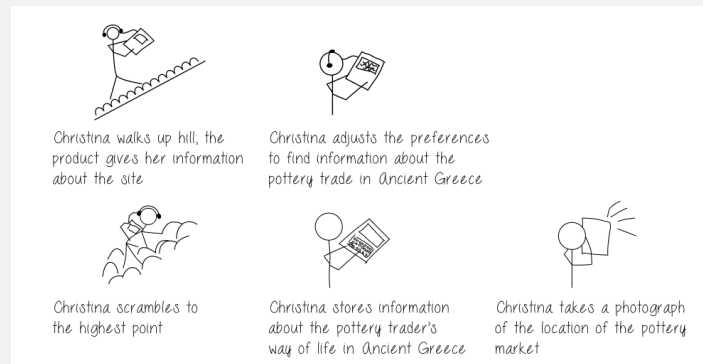 Christina walks up hill; the
product gives her information
about the site
Christina adjusts the preferences
to find information about the
pottery trade in Ancient Greece
Christina scrambles to
the highest point
Christina stores information
about the pottery trader's
way of life in Ancient Greece
Christina takes a photograph
of the location of the pottery
market